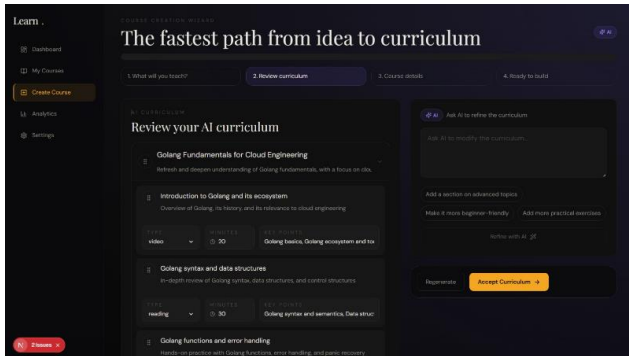 Learn .
Dashboard
My Courses
Create Course
Analytics
Settings
COURSE CREATION WIZARD
The fastest path from idea to curriculum
AI
1. What will you teach?
2. Review curriculum
3. Course details
4. Ready to build
AI CURRICULUM
Review your AI curriculum
Golang Fundamentals for Cloud Engineering
Refresh and deepen understanding of Golang fundamentals, with a focus on clou
Introduction to Golang and its ecosystem
Overview of Golang, its history, and its relevance to cloud engineering
TYPE
MINUTES
KEY POINTS
video
20
Golang basics, Golang ecosystem and too
Golang syntax and data structures
In-depth review of Golang syntax, data structures, and control structures
TYPE
MINUTES
KEY POINTS
reading
30
Golang syntax and semantics, Data struct
Golang functions and error handling
Hands-on practice with Golang functions, error handling, and panic recovery
AI Ask AI to refine the curriculum
Ask AI to modify the curriculum...
Add a section on advanced topics
Make it more beginner-friendly
Add more practical exercises
Refine with AI
Regenerate
Accept Curriculum →
N 2 Issues ×